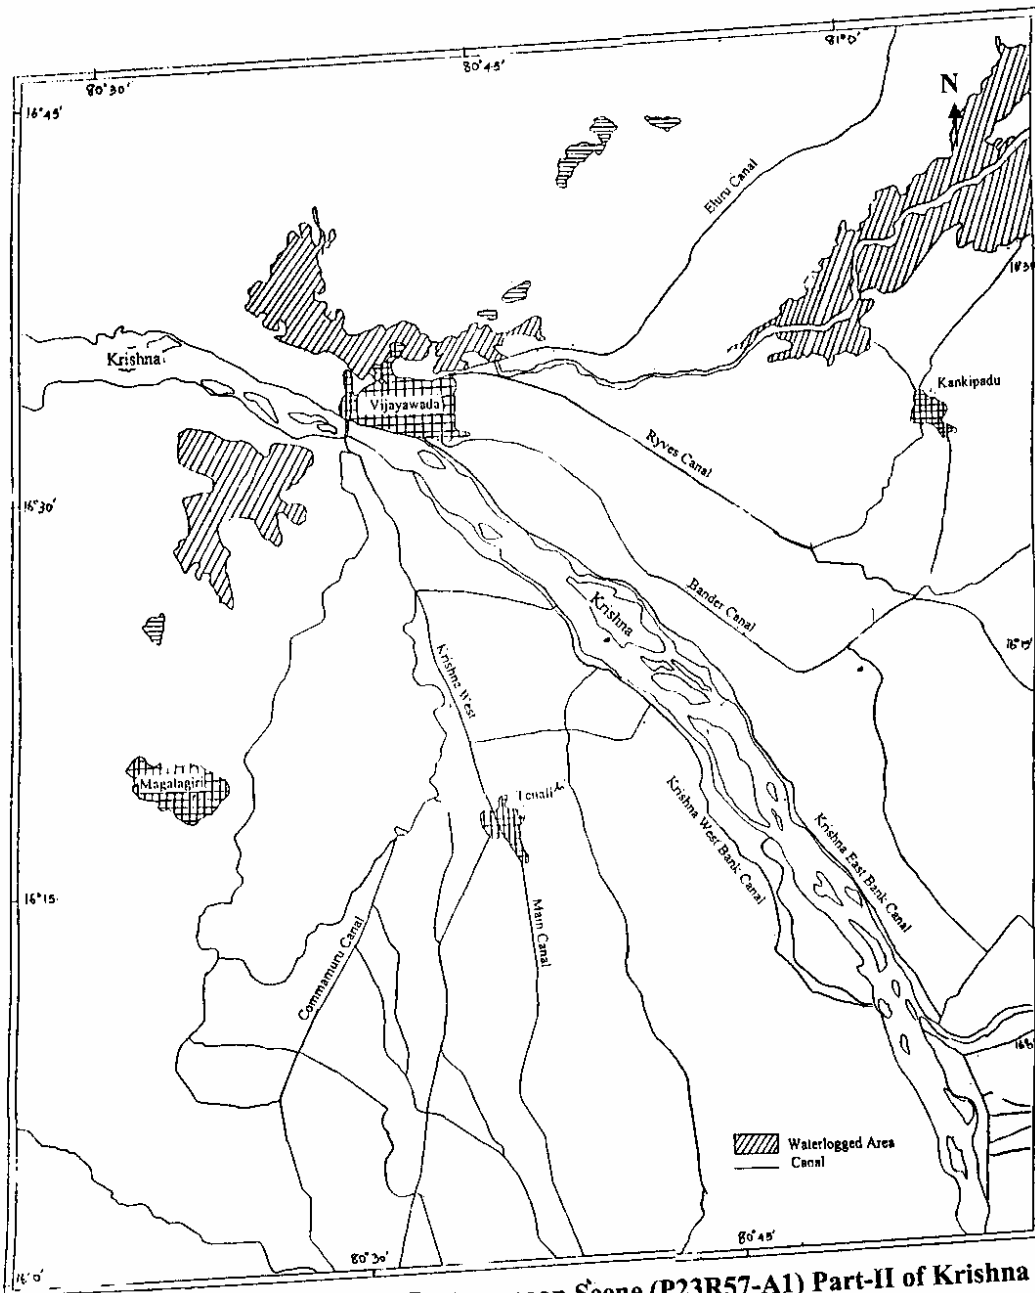 81°0'
80°45'
80°30'
16°45'
N
Eluru Canal
Krishna
Vijayawada
Kankipadu
Ryves Canal
16°30'
Krishna
Bander Canal
Krishna West
Magalagiri
Tenali
Krishna West Bank Canal
Krishna East Bank Canal
16°15'
Main Canal
Commamuru Canal
Waterlogged Area
Canal
80°45'
80°30'
16°0'
Scene (P23R57-A1) Part-II of Krishna